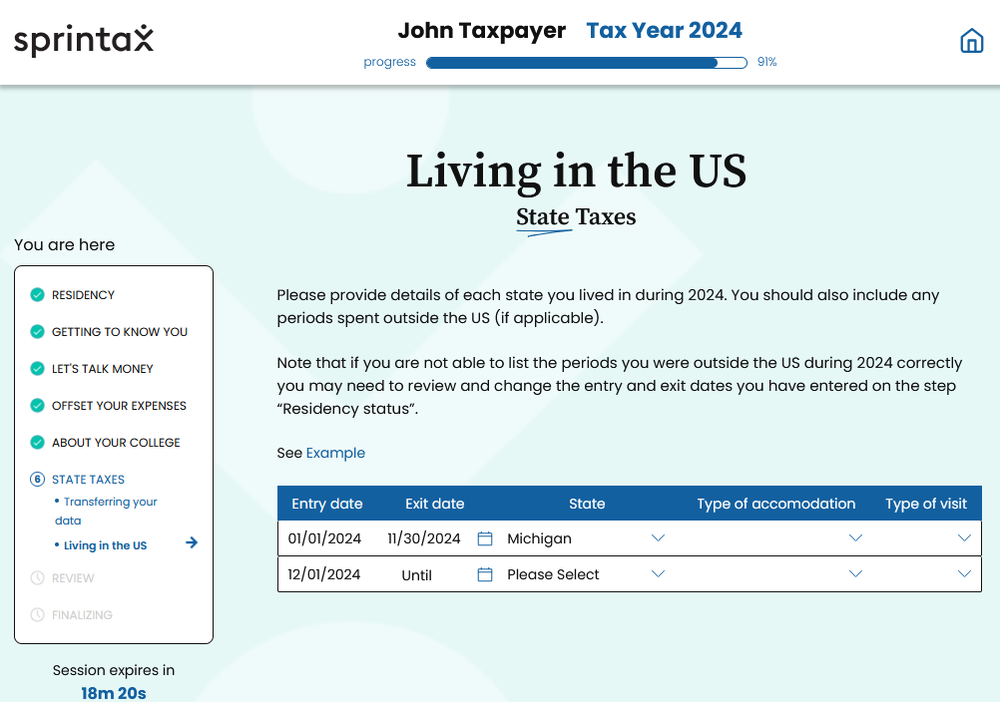 sprintax
John Taxpayer Tax Year 2024
progress 91%
Living in the US
State Taxes
You are here
RESIDENCY
GETTING TO KNOW YOU
LET'S TALK MONEY
OFFSET YOUR EXPENSES
ABOUT YOUR COLLEGE
6 STATE TAXES
• Transferring your
data
• Living in the US
REVIEW
FINALIZING
Session expires in
18m 20s
Please provide details of each state you lived in during 2024. You should also include any
periods spent outside the US (if applicable).
Note that if you are not able to list the periods you were outside the US during 2024 correctly
you may need to review and change the entry and exit dates you have entered on the step
“Residency status”.
See Example
Entry date Exit date State Type of accomodation Type of visit
01/01/2024 11/30/2024 Michigan
12/01/2024 Until Please Select